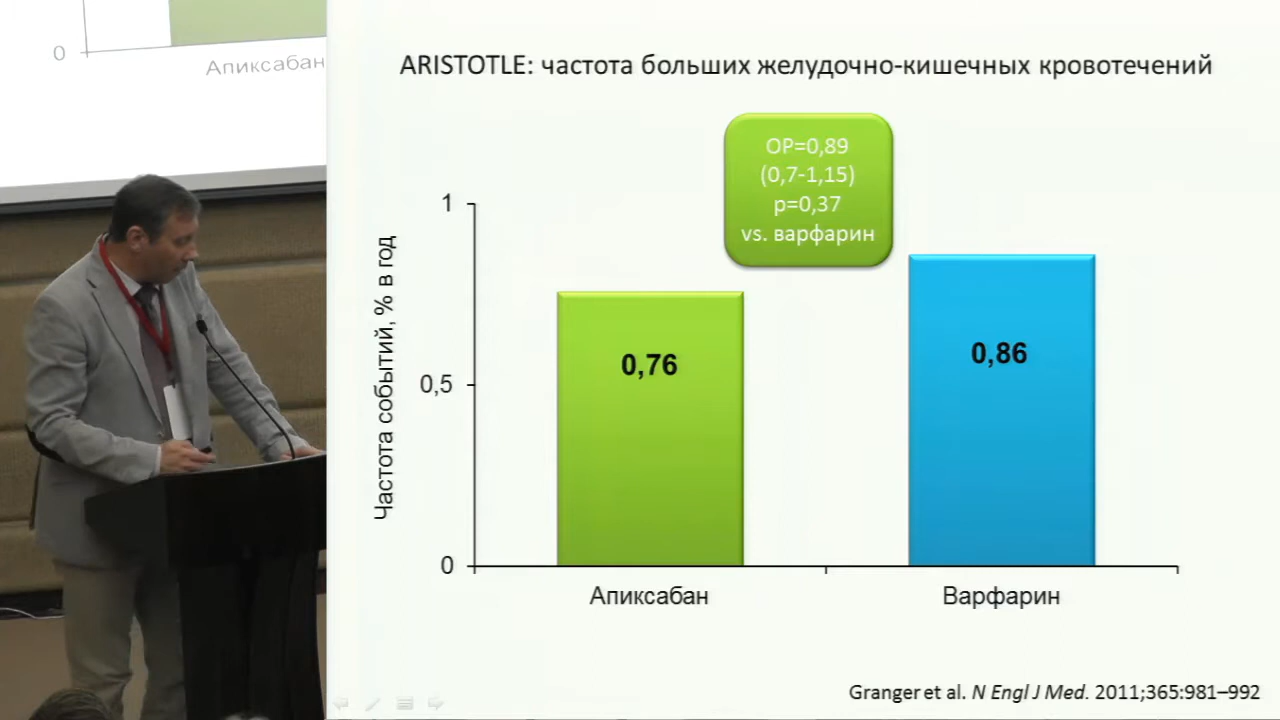 0
Апиксабан
ARISTOTLE: частота больших желудочно-кишечных кровотечений
ОР=0,89
(0,7-1,15)
p=0,37
vs. варфарин
Частота событий, % в год
1
0,5
0
0,76
0,86
Апиксабан
Варфарин
Granger et al. N Engl J Med. 2011;365:981–992